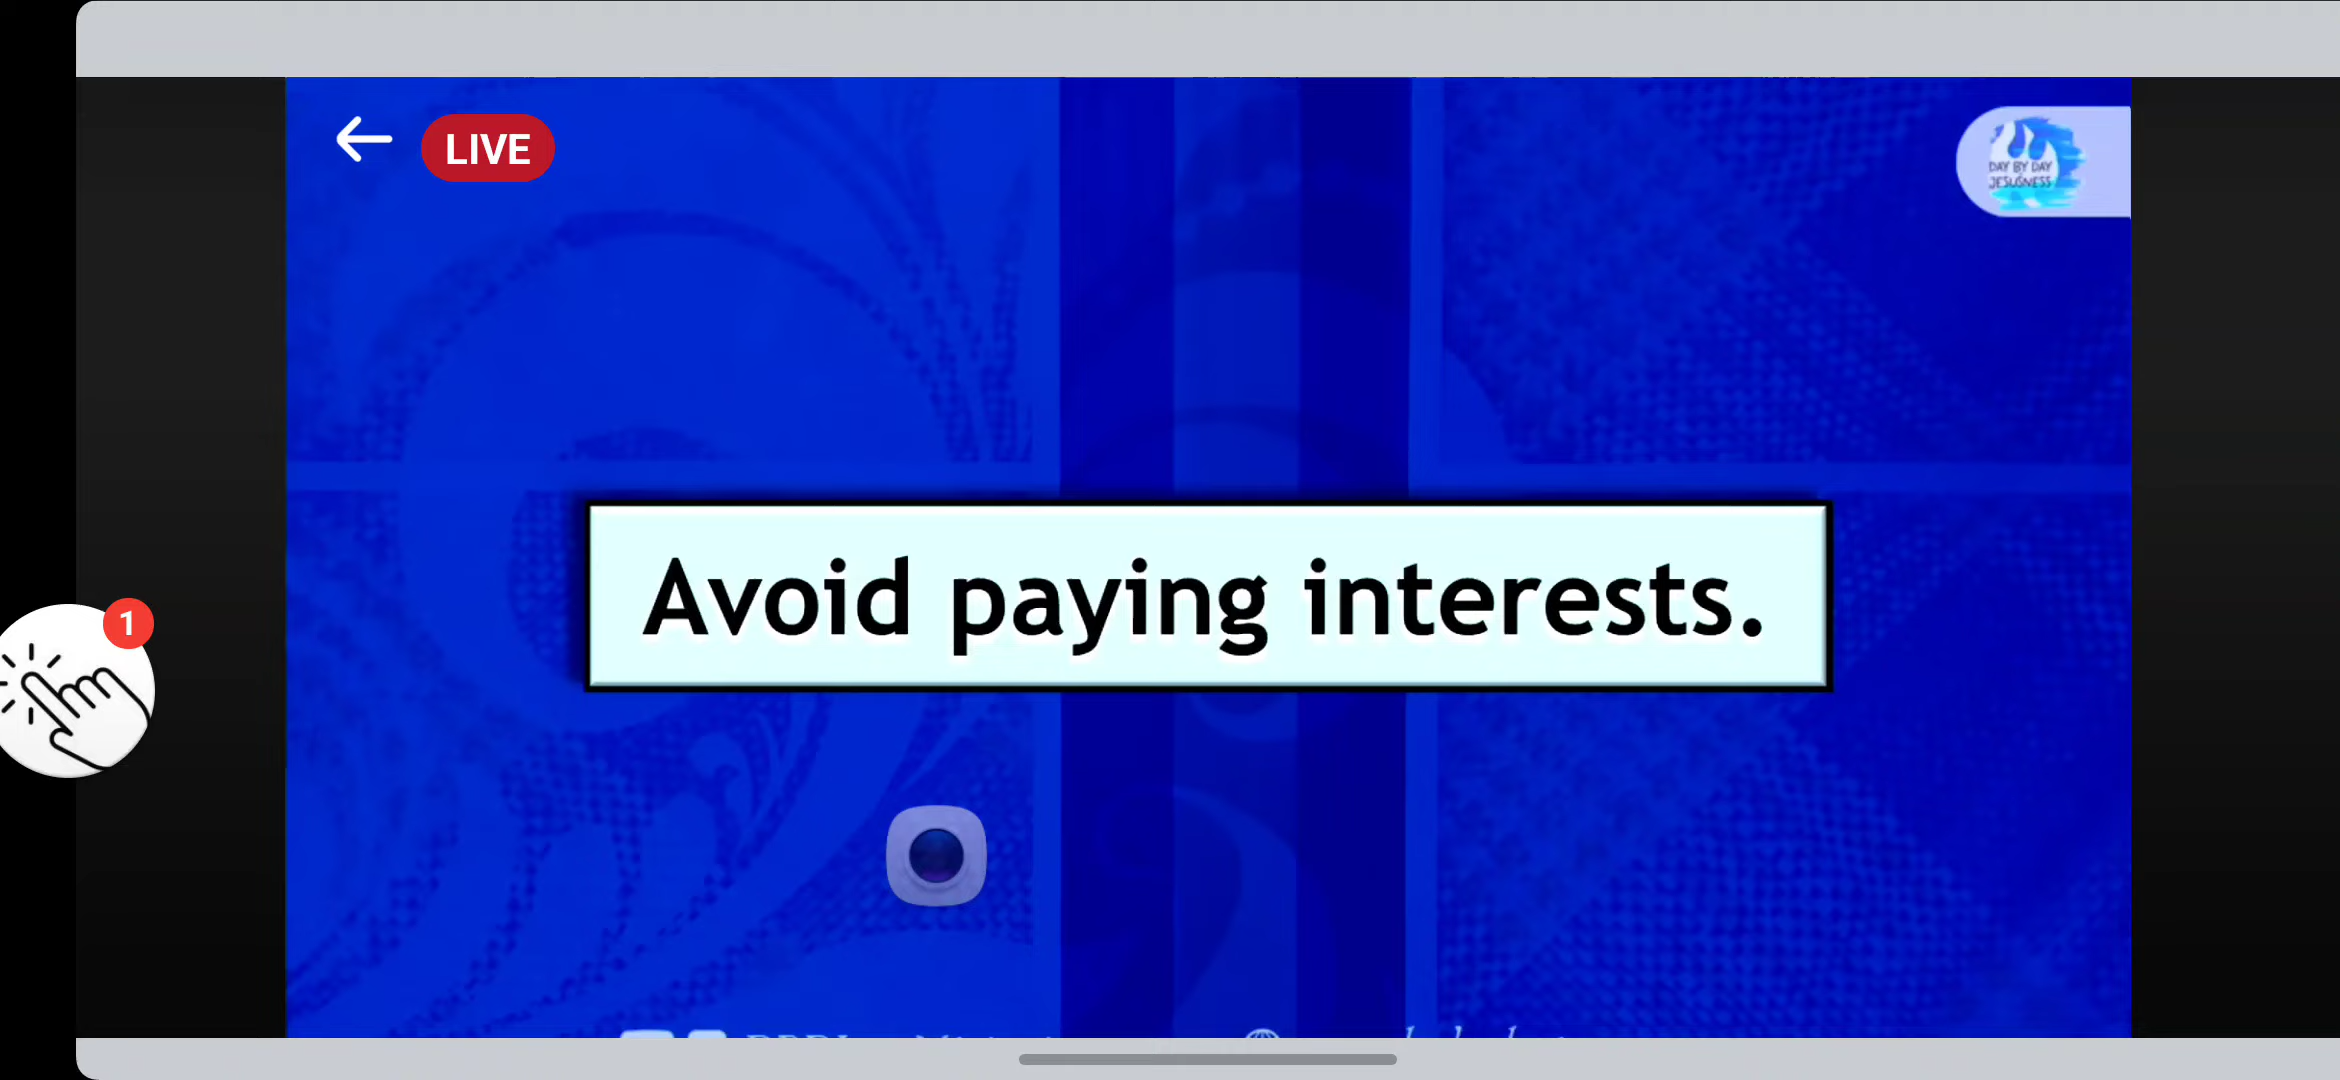 LIVE
DAY BY DAY
JESUSNESS
Avoid paying interests.
1